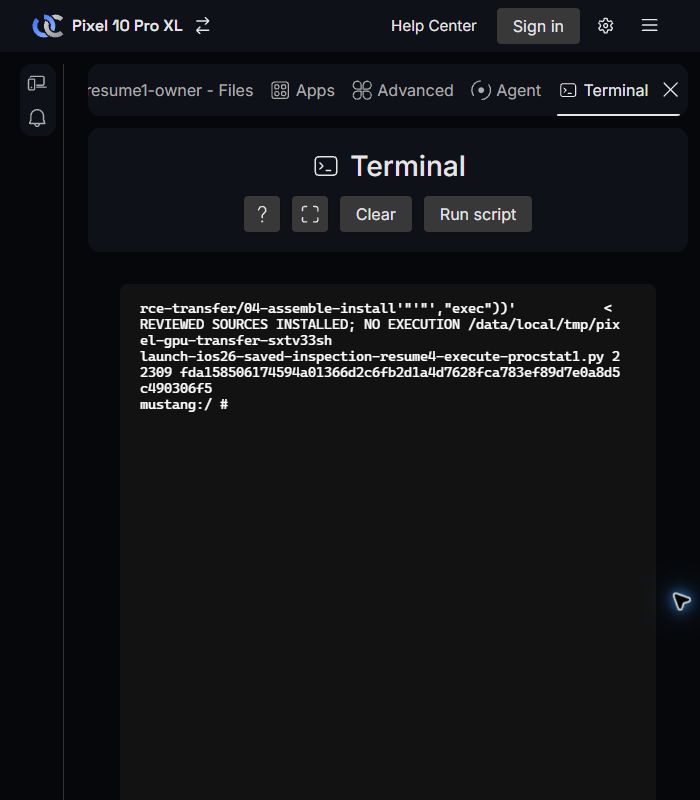 Pixel 10 Pro XL
Help Center
Sign in
resume1-owner - Files
Apps
Advanced
Agent
Terminal
Terminal
?
Clear
Run script
rce-transfer/04-assemble-install'"'"',"exec"))' <
REVIEWED SOURCES INSTALLED; NO EXECUTION /data/local/tmp/pix
el-gpu-transfer-sxtv33sh
launch-ios26-saved-inspection-resume4-execute-procstat1.py 2
2309 fda158506174594a01366d2c6fb2d1a4d7628fca783ef89d7e0a8d5
c490306f5
mustang:/ #